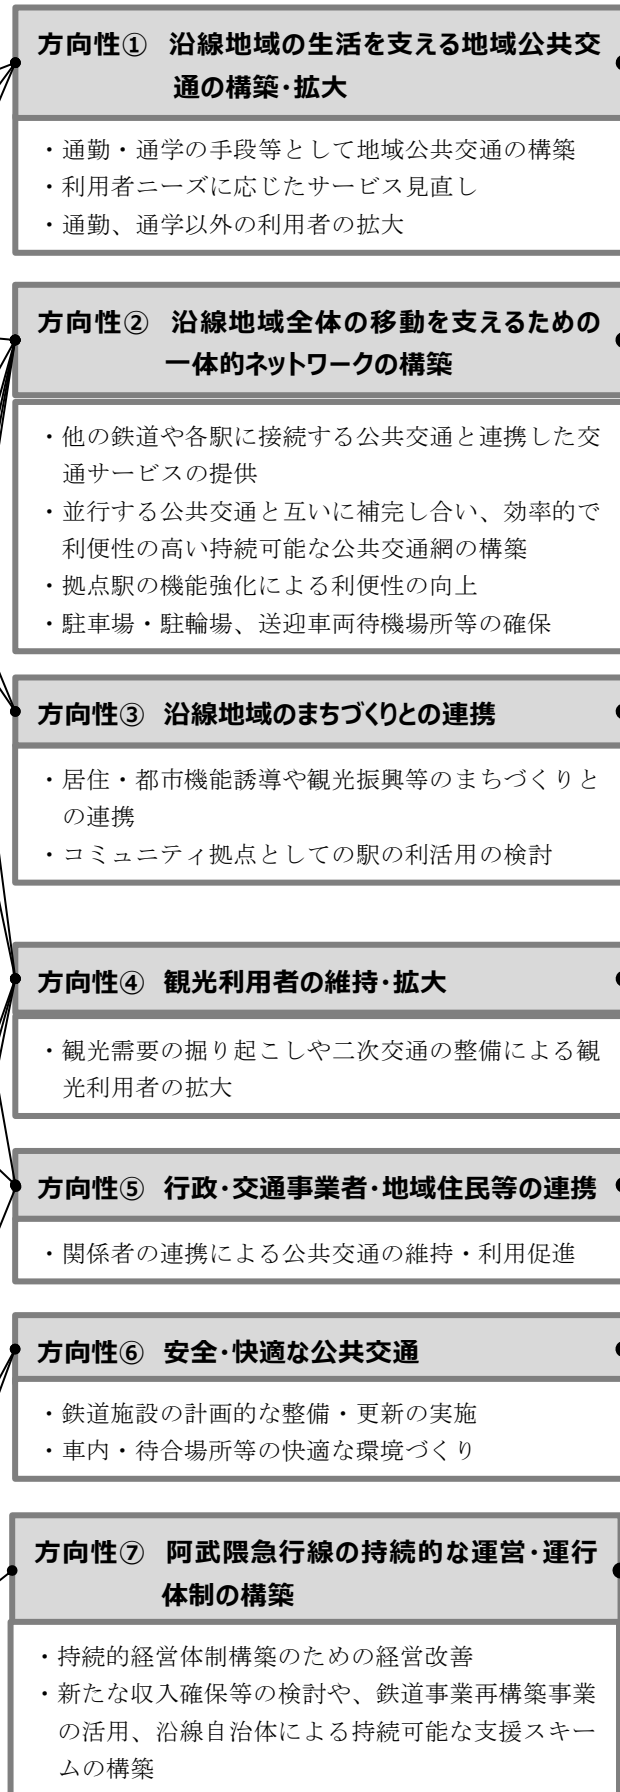 方向性① 沿線地域の生活を支える地域公共交
通の構築・拡大
・通勤・通学の手段等として地域公共交通の構築
・利用者ニーズに応じたサービス見直し
・通勤、通学以外の利用者の拡大
方向性② 沿線地域全体の移動を支えるための
一体的ネットワークの構築
・他の鉄道や各駅に接続する公共交通と連携した交
通サービスの提供
・並行する公共交通と互いに補完し合い、効率的で
利便性の高い持続可能な公共交通網の構築
・拠点駅の機能強化による利便性の向上
・駐車場・駐輪場、送迎車両待機場所等の確保
方向性③ 沿線地域のまちづくりとの連携
・居住・都市機能誘導や観光振興等のまちづくりと
の連携
・コミュニティ拠点としての駅の利活用の検討
方向性④ 観光利用者の維持・拡大
・観光需要の掘り起こしや二次交通の整備による観
光利用者の拡大
方向性⑤ 行政・交通事業者・地域住民等の連携
・関係者の連携による公共交通の維持・利用促進
方向性⑥ 安全・快適な公共交通
・鉄道施設の計画的な整備・更新の実施
・車内・待合場所等の快適な環境づくり
方向性⑦ 阿武隈急行線の持続的な運営・運行
体制の構築
・持続的経営体制構築のための経営改善
・新たな収入確保等の検討や、鉄道事業再構築事業
の活用、沿線自治体による持続可能な支援スキー
ムの構築